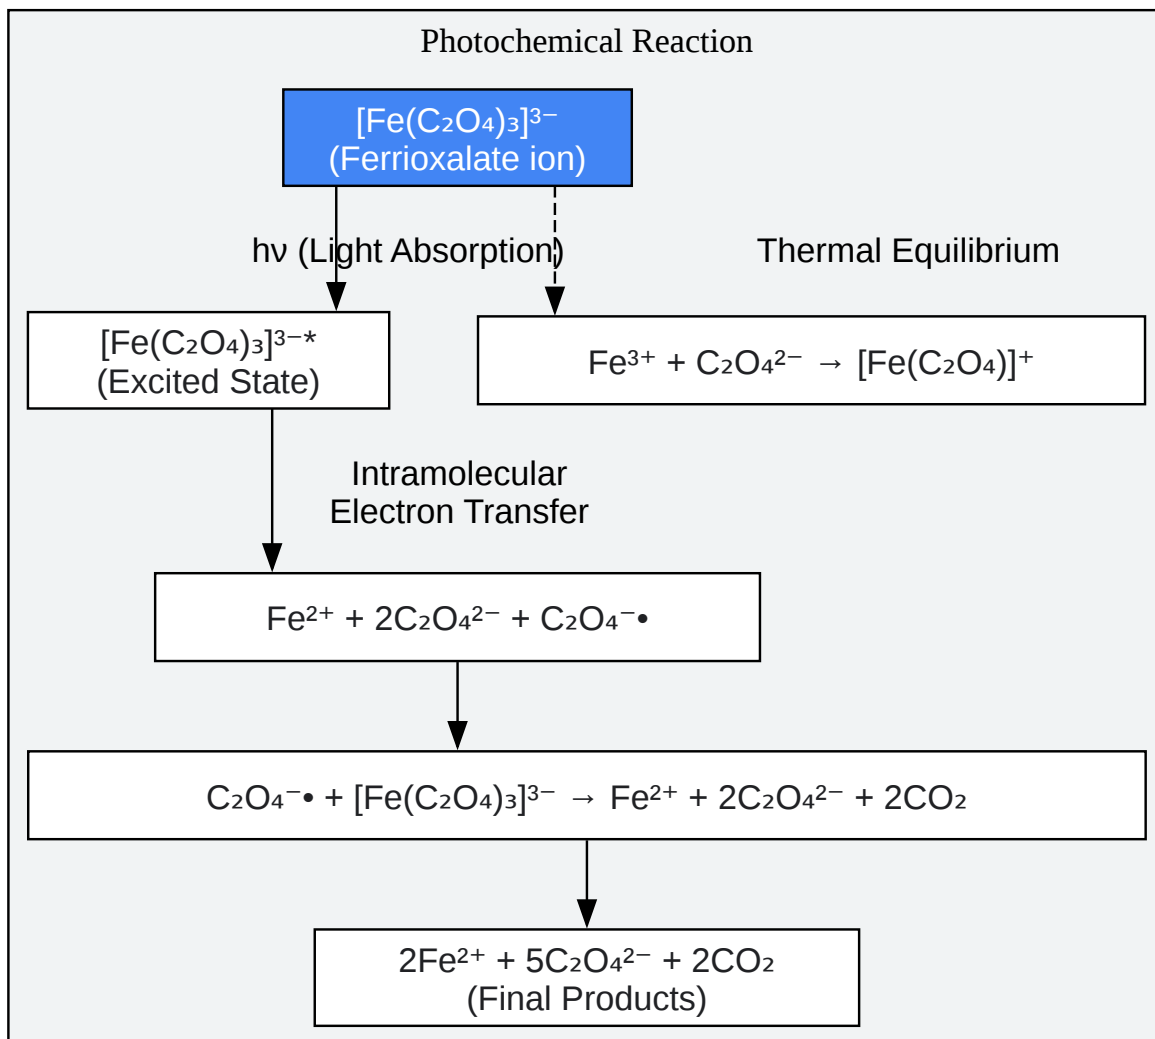 Photochemical Reaction
[Fe(C₂O₄)₃]³⁻
(Ferrioxalate ion)
hν (Light Absorption)
Thermal Equilibrium
[Fe(C₂O₄)₃]³⁻*
(Excited State)
Fe³⁺ + C₂O₄²⁻ → [Fe(C₂O₄)]⁺
Intramolecular
Electron Transfer
Fe²⁺ + 2C₂O₄²⁻ + C₂O₄⁻•
C₂O₄⁻• + [Fe(C₂O₄)₃]³⁻ → Fe²⁺ + 2C₂O₄²⁻ + 2CO₂
2Fe²⁺ + 5C₂O₄²⁻ + 2CO₂
(Final Products)